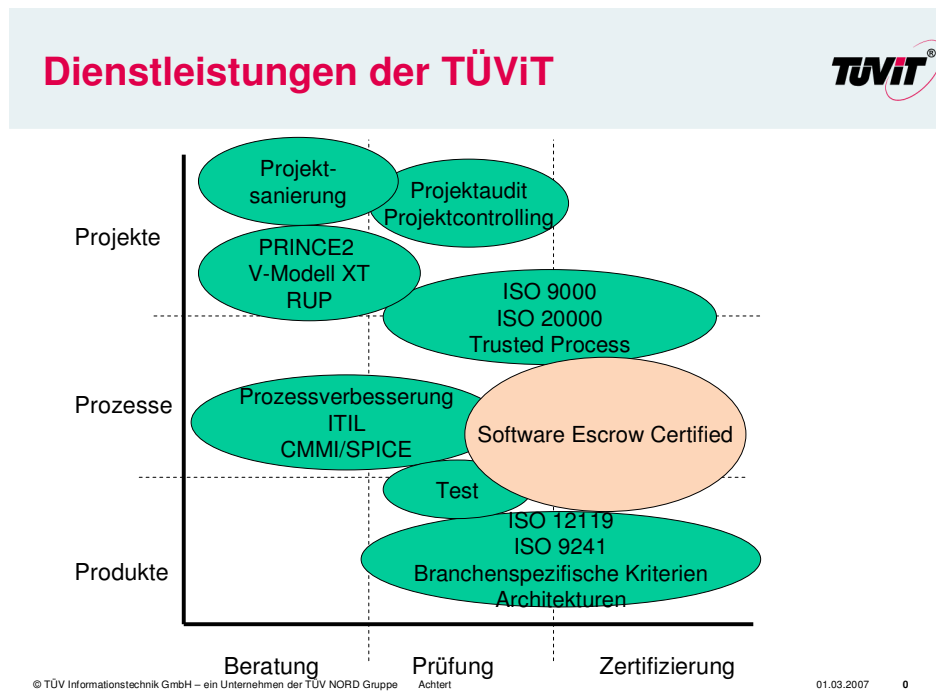 Dienstleistungen der TÜViT
TÜViT®
Projekt-
sanierung
Projektaudit
Projektcontrolling
Projekte
PRINCE2
V-Modell XT
RUP
ISO 9000
ISO 20000
Trusted Process
Prozesse
Prozessverbesserung
ITIL
CMMI/SPICE
Software Escrow Certified
Test
ISO 12119
ISO 9241
Branchenspezifische Kriterien
Architekturen
Produkte
Beratung Prüfung Zertifizierung
© TÜV Informationstechnik GmbH – ein Unternehmen der TÜV NORD Gruppe Achtert 01.03.2007 0